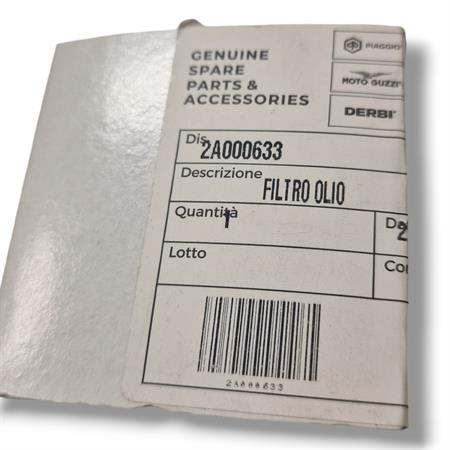 GENUINE
SPARE
PARTS &
ACCESSORIES
PIAGGIO
MOTO GUZZI
DERBI
Dis
2A000633
Descrizione
FILTRO OLIO
Quantità
1
Lotto
2A000633